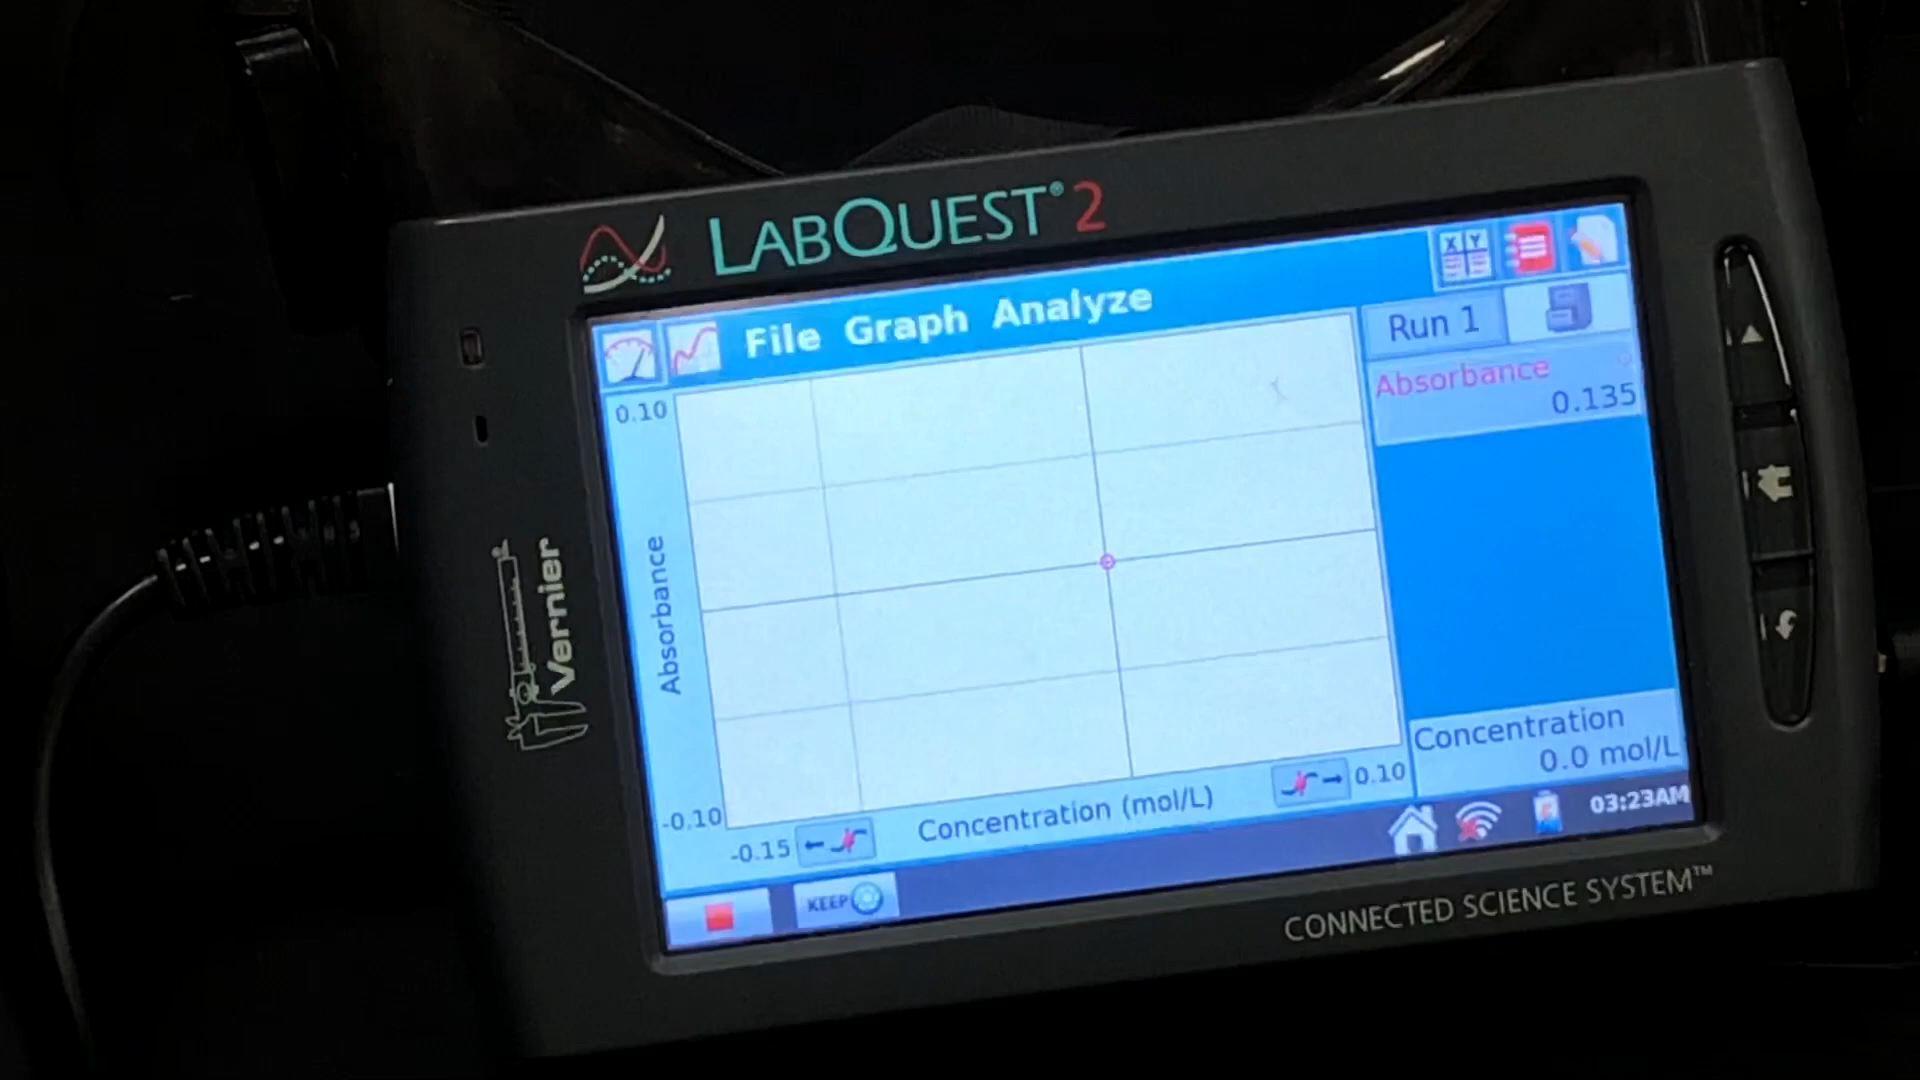 LABQUEST® 2
File Graph Analyze
X Y
Run 1
Absorbance
0.135
0.10
Absorbance
-0.10
-0.15
Concentration (mol/L)
0.10
Concentration
0.0 mol/L
03:23AM
KEEP
Vernier
CONNECTED SCIENCE SYSTEM™